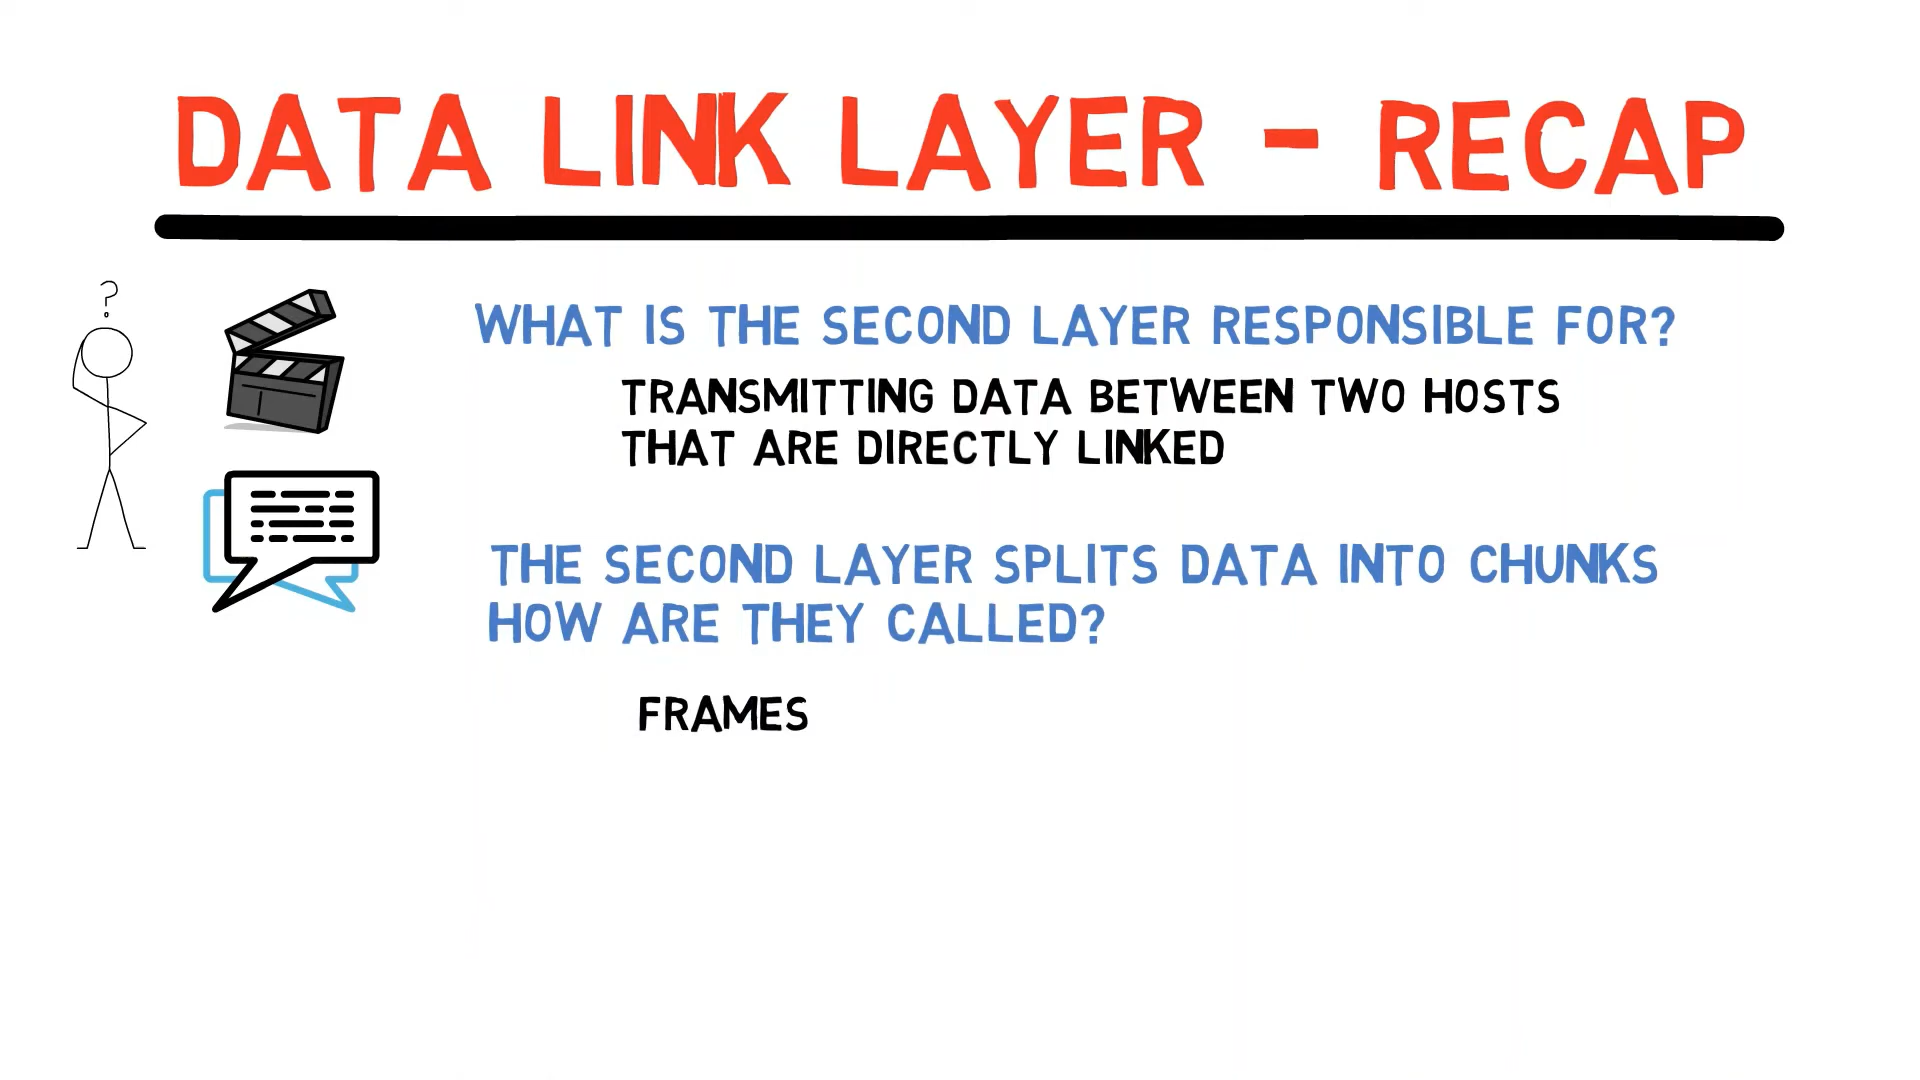 DATA LINK LAYER - RECAP
?
WHAT IS THE SECOND LAYER RESPONSIBLE FOR?
TRANSMITTING DATA BETWEEN TWO HOSTS
THAT ARE DIRECTLY LINKED
THE SECOND LAYER SPLITS DATA INTO CHUNKS
HOW ARE THEY CALLED?
FRAMES